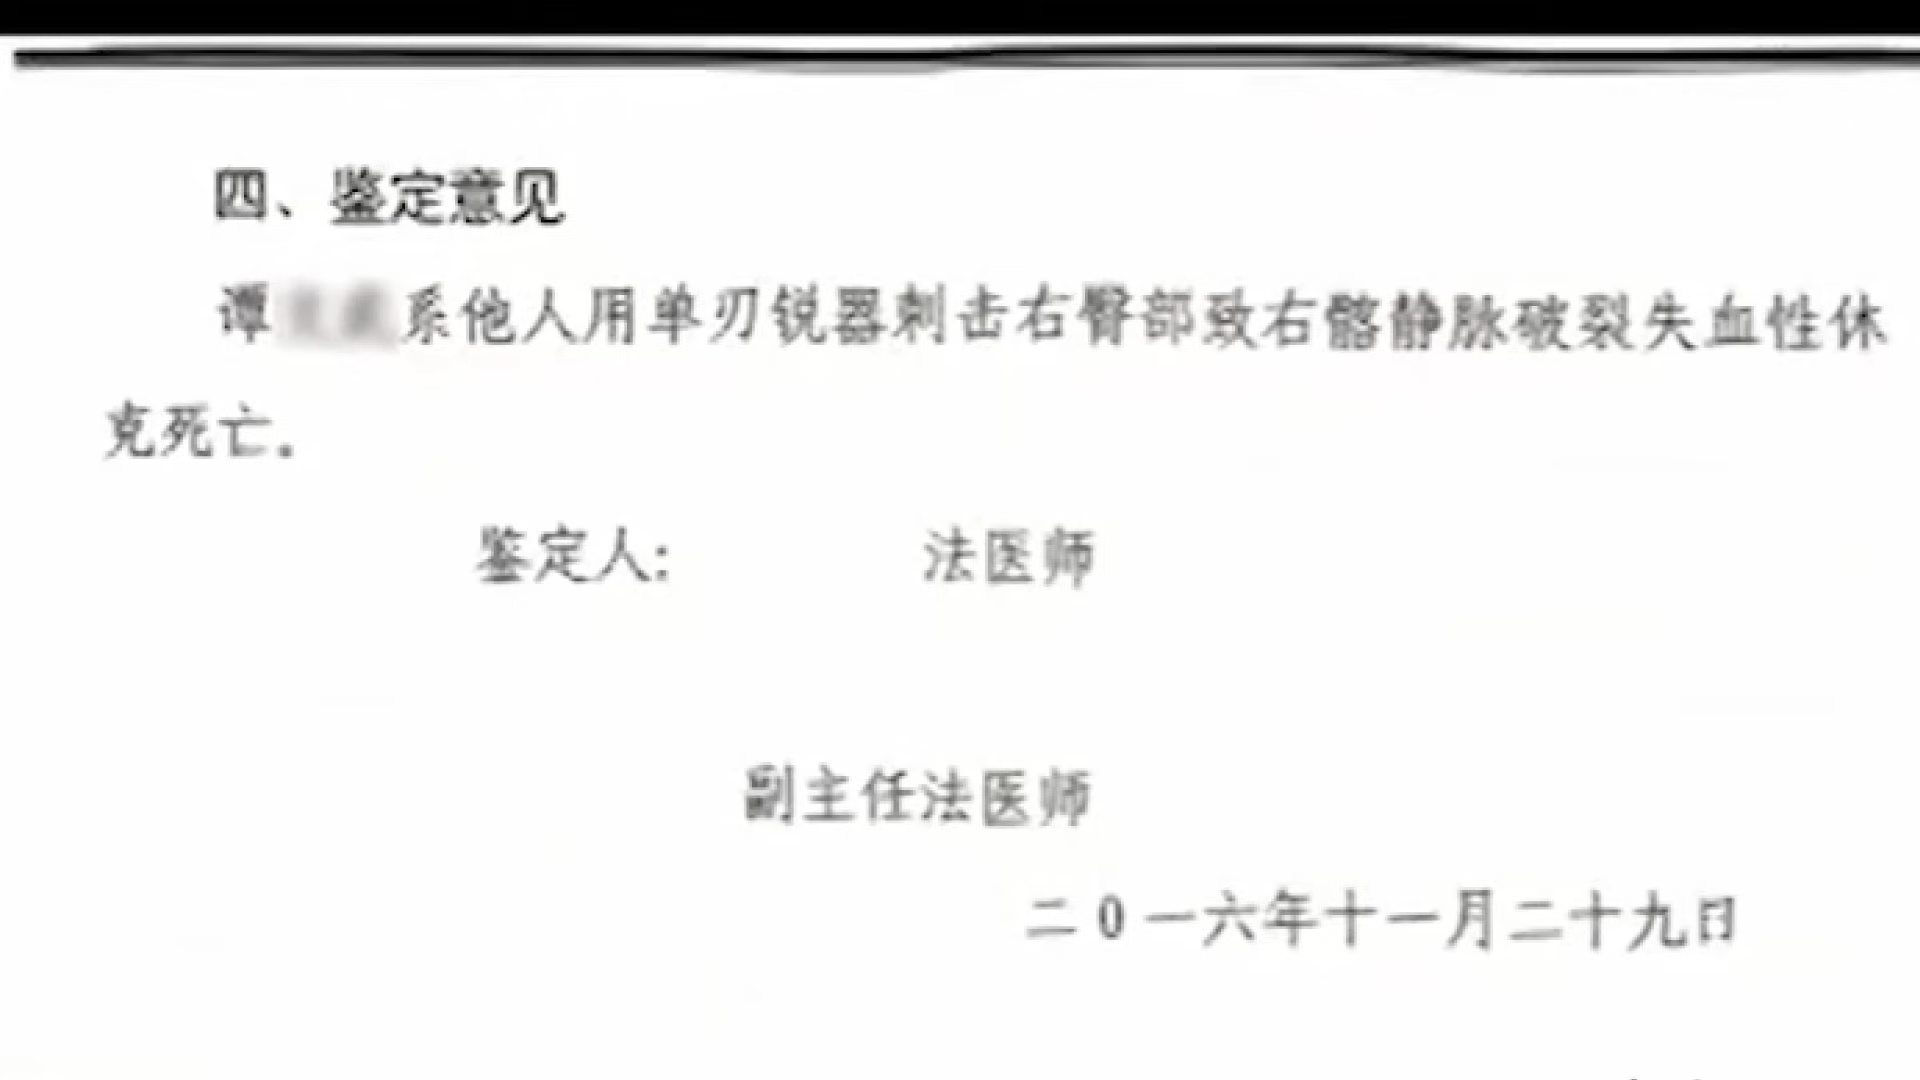 四、鉴定意见
谭系他人用单刃锐器刺击右臀部致右髂静脉破裂失血性休
克死亡。
鉴定人: 法医师
副主任法医师
二0一六年十一月二十九日